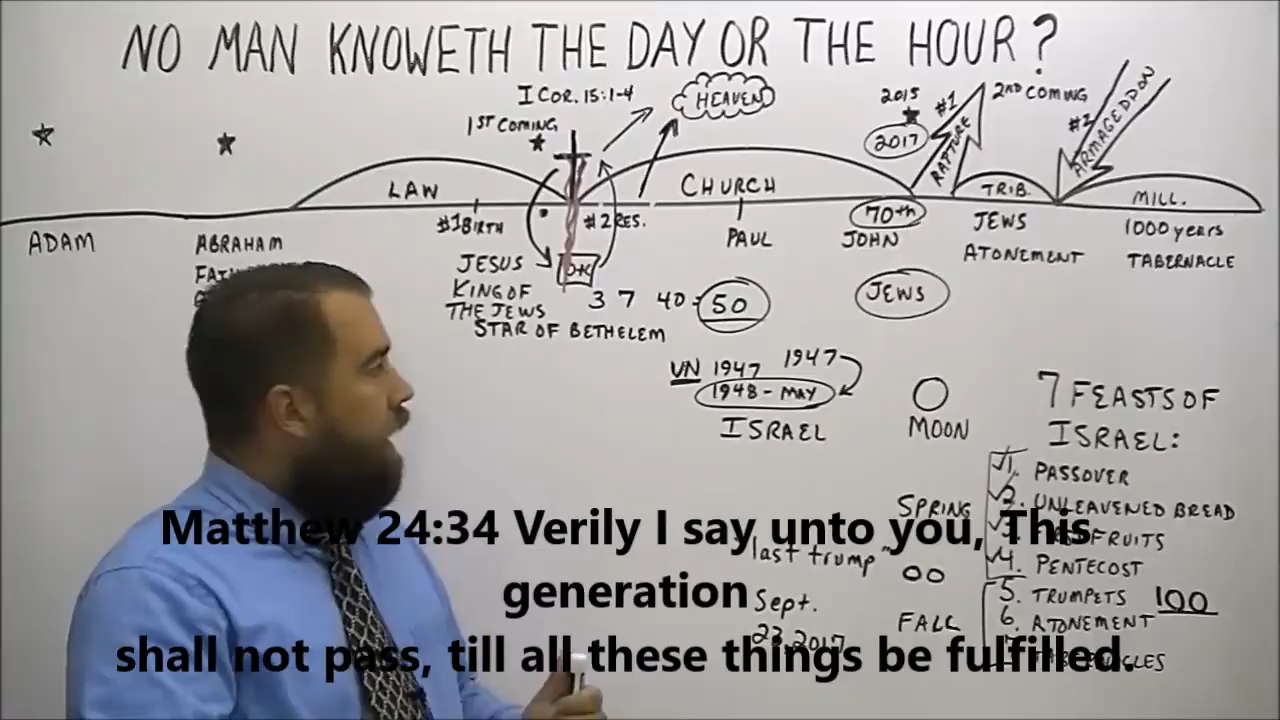 NO MAN KNOWETH THE DAY OR THE HOUR?
I COR. 15:1-4
HEAVEN
1ST COMING
2015
2017
#1
RAPTURE
2ND COMING
#2
ARMAGEDDON
LAW
CHURCH
TRIB.
MILL.
#1 BIRTH
#2 RES.
70th
ADAM
ABRAHAM
PAUL
JOHN
JEWS
ATONEMENT
1000 years
TABERNACLE
JESUS
KING OF
THE JEWS
STAR OF BETHELEM
3 7 40 = 50
JEWS
UN 1947 1947
1948 - MAY
ISRAEL
MOON
7 FEASTS OF
ISRAEL:
1. PASSOVER
2. UNLEAVENED BREAD
SPRING
4. PENTECOST
"last trump"
5. TRUMPETS 100
6. ATONEMENT
FALL
Sept.
23, 2017
Matthew 24:34 Verily I say unto you, This
generation
shall not pass, till all these things be fulfilled.